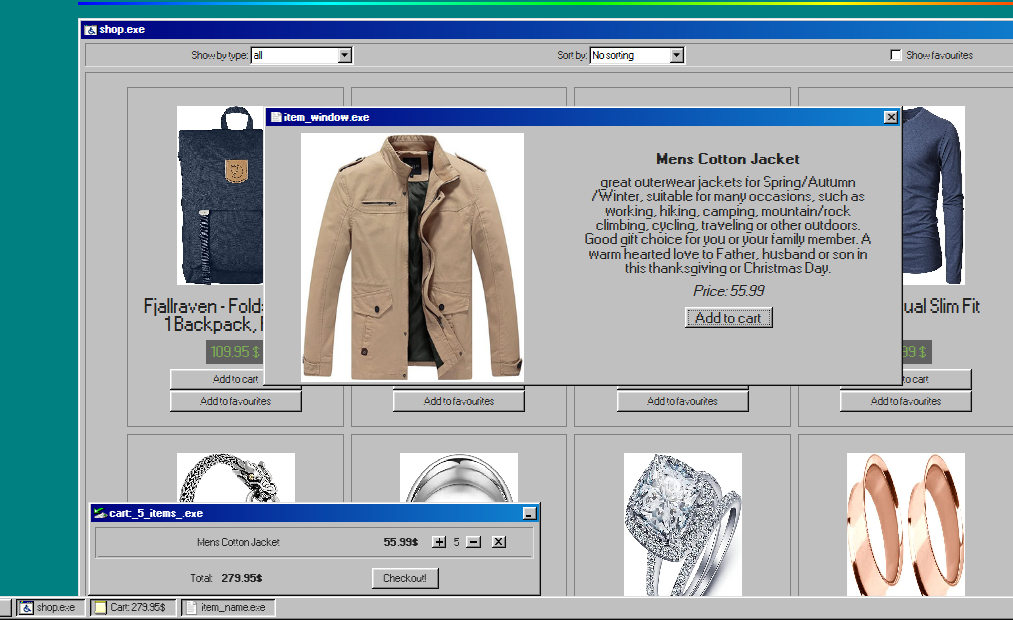 shop.exe
Show by type: all
Sort by: No sorting
Show favourites
item_window.exe
Mens Cotton Jacket
great outerwear jackets for Spring/Autumn
/Winter, suitable for many occasions, such as
working, hiking, camping, mountain/rock
climbing, cycling, traveling or other outdoors.
Good gift choice for you or your family member. A
warm hearted love to Father, husband or son in
this thanksgiving or Christmas Day.
Price: 55.99
Add to cart
Fjallraven - Folds
1 Backpack,
109.95 $
Add to cart
Add to favourites
Add to favourites
Add to favourites
ual Slim Fit
99 $
to cart
Add to favourites
cart:_5_items_.exe
Mens Cotton Jacket 55.99$ + 5 - X
Total: 279.95$ Checkout!
shop.exe Cart: 279.95$ item_name.exe